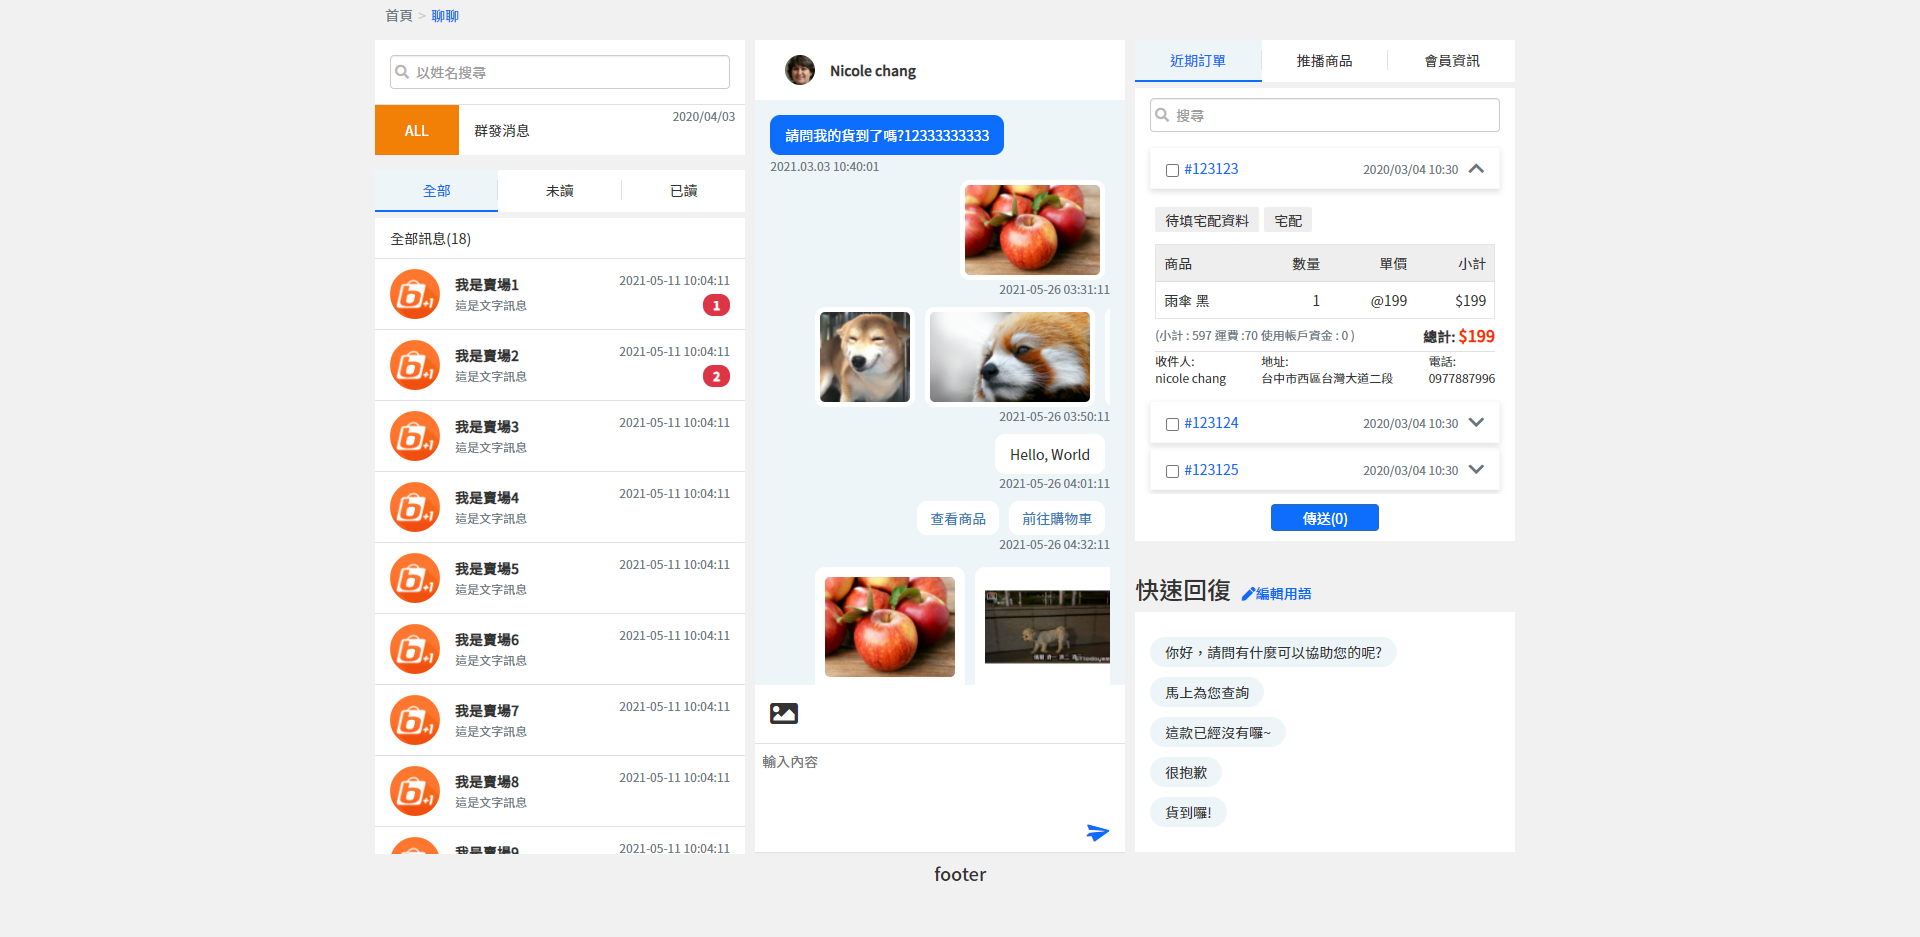 首頁 > 聊聊
以姓名搜尋
ALL
群發消息
2020/04/03
全部
未讀
已讀
全部訊息(18)
我是賣場1
2021-05-11 10:04:11
這是文字訊息
1
我是賣場2
2021-05-11 10:04:11
這是文字訊息
2
我是賣場3
2021-05-11 10:04:11
這是文字訊息
我是賣場4
2021-05-11 10:04:11
這是文字訊息
我是賣場5
2021-05-11 10:04:11
這是文字訊息
我是賣場6
2021-05-11 10:04:11
這是文字訊息
我是賣場7
2021-05-11 10:04:11
這是文字訊息
我是賣場8
2021-05-11 10:04:11
這是文字訊息
我是賣場9
2021-05-11 10:04:11
Nicole chang
請問我的貨到了嗎?12333333333
2021.03.03 10:40:01
2021-05-26 03:31:11
2021-05-26 03:50:11
Hello, World
2021-05-26 04:01:11
查看商品
前往購物車
2021-05-26 04:32:11
輸入內容
近期訂單
推播商品
會員資訊
搜尋
#123123
2020/03/04 10:30
待填宅配資料
宅配
商品 數量 單價 小計
雨傘 黑 1 @199 $199
(小計 : 597 運費 :70 使用帳戶資金 : 0 )
總計: $199
收件人: 地址: 電話:
nicole chang 台中市西區台灣大道二段 0977887996
#123124
2020/03/04 10:30
#123125
2020/03/04 10:30
傳送(0)
快速回復
編輯用語
你好，請問有什麼可以協助您的呢?
馬上為您查詢
這款已經沒有囉~
很抱歉
貨到囉!
footer